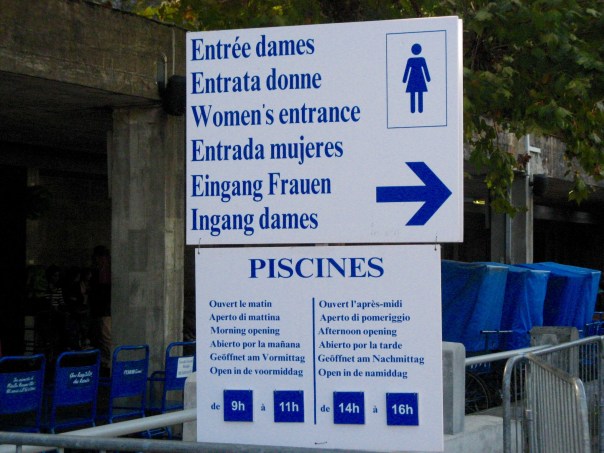 Entrée dames
Entrata donne
Women's entrance
Entrada mujeres
Eingang Frauen
Ingang dames
PISCINES
Ouvert le matin
Aperto di mattina
Morning opening
Abierto por la mañana
Geöffnet am Vormittag
Open in de voormiddag
de 9h à 11h
Ouvert l'après-midi
Aperto di pomeriggio
Afternoon opening
Abierto por la tarde
Geöffnet am Nachmittag
Open in de namiddag
de 14h à 16h